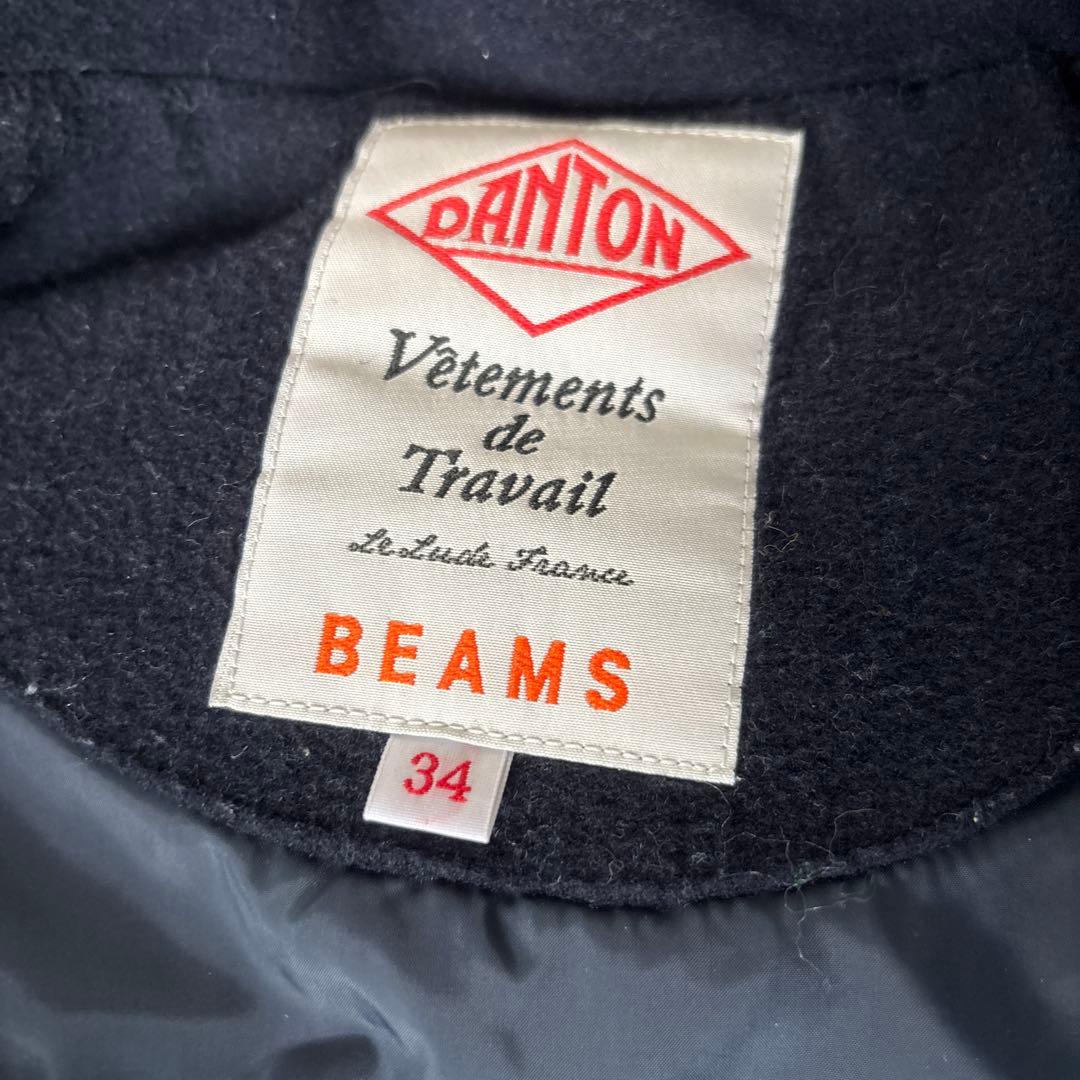 DANTON
Vêtements
de
Travail
Le Lude France
BEAMS
34